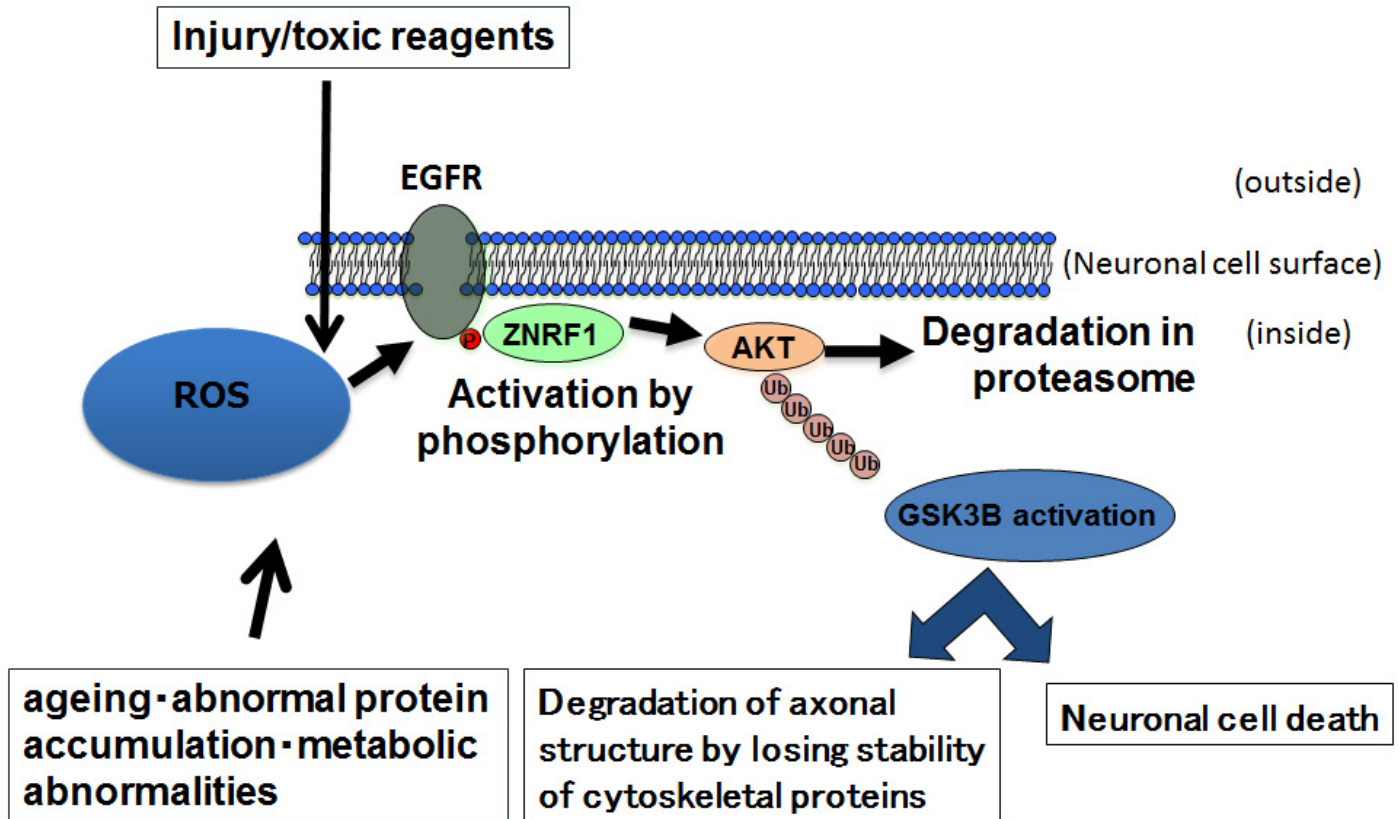 Injury/toxic reagents
EGFR
(outside)
(Neuronal cell surface)
(inside)
ROS
P
ZNRF1
AKT
Degradation in
proteasome
Activation by
phosphorylation
Ub
Ub
Ub
Ub
Ub
GSK3B activation
ageing・abnormal protein
accumulation・metabolic
abnormalities
Degradation of axonal
structure by losing stability
of cytoskeletal proteins
Neuronal cell death